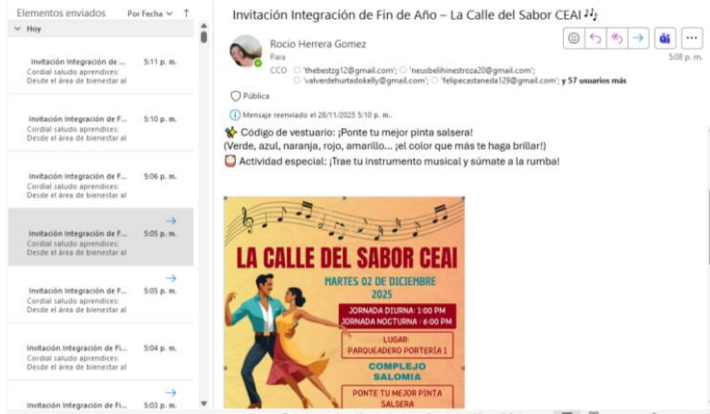 Elementos enviados
Por Fecha
Hoy
Invitación Integración de ... 5:11 p. m.
Cordial saludo aprendices:
Desde el área de bienestar al
Invitación Integración de F... 5:10 p. m.
Cordial saludo aprendices:
Desde el área de bienestar al
Invitación Integración de F... 5:06 p. m.
Cordial saludo aprendices:
Desde el área de bienestar al
Invitación Integración de Fi... 5:05 p. m.
Cordial saludo aprendices:
Desde el área de bienestar al
Invitación Integración de F... 5:05 p. m.
Cordial saludo aprendices:
Desde el área de bienestar al
Invitación Integración de Fi... 5:04 p. m.
Cordial saludo aprendices:
Desde el área de bienestar al
Invitación Integración de Fi... 5:03 p. m.
Invitación Integración de Fin de Año – La Calle del Sabor CEAI
Rocio Herrera Gomez
Para
5:08 p. m.
CCO 'thebestzg12@gmail.com'; 'neusbelihinestroza20@gmail.com';
'valverdehurtadokelly@gmail.com'; 'felipecastaneda129@gmail.com'; y 57 usuarios más
Pública
Mensaje reenviado el 28/11/2025 5:10 p. m..
Código de vestuario: ¡Ponte tu mejor pinta salsera!
(Verde, azul, naranja, rojo, amarillo... ¡el color que más te haga brillar!)
Actividad especial: ¡Trae tu instrumento musical y súmate a la rumba!
LA CALLE DEL SABOR CEAI
MARTES 02 DE DICIEMBRE
2025
JORNADA DIURNA: 1:00 PM
JORNADA NOCTURNA : 6:00 PM
LUGAR:
PARQUEADERO PORTERÍA 1
COMPLEJO
SALOMIA
PONTE TU MEJOR PINTA
SALSERA